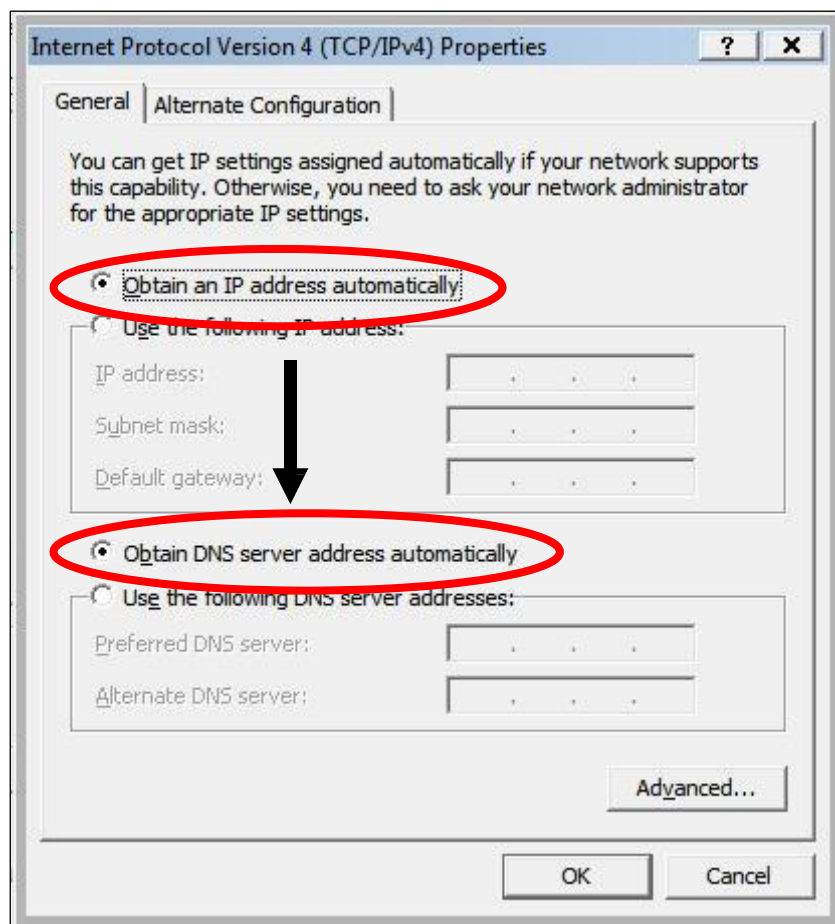 Internet Protocol Version 4 (TCP/IPv4) Properties
General
Alternate Configuration
You can get IP settings assigned automatically if your network supports
this capability. Otherwise, you need to ask your network administrator
for the appropriate IP settings.
Obtain an IP address automatically
Use the following IP address:
IP address:
Subnet mask:
Default gateway:
Obtain DNS server address automatically
Use the following DNS server addresses:
Preferred DNS server:
Alternate DNS server:
Advanced...
OK
Cancel